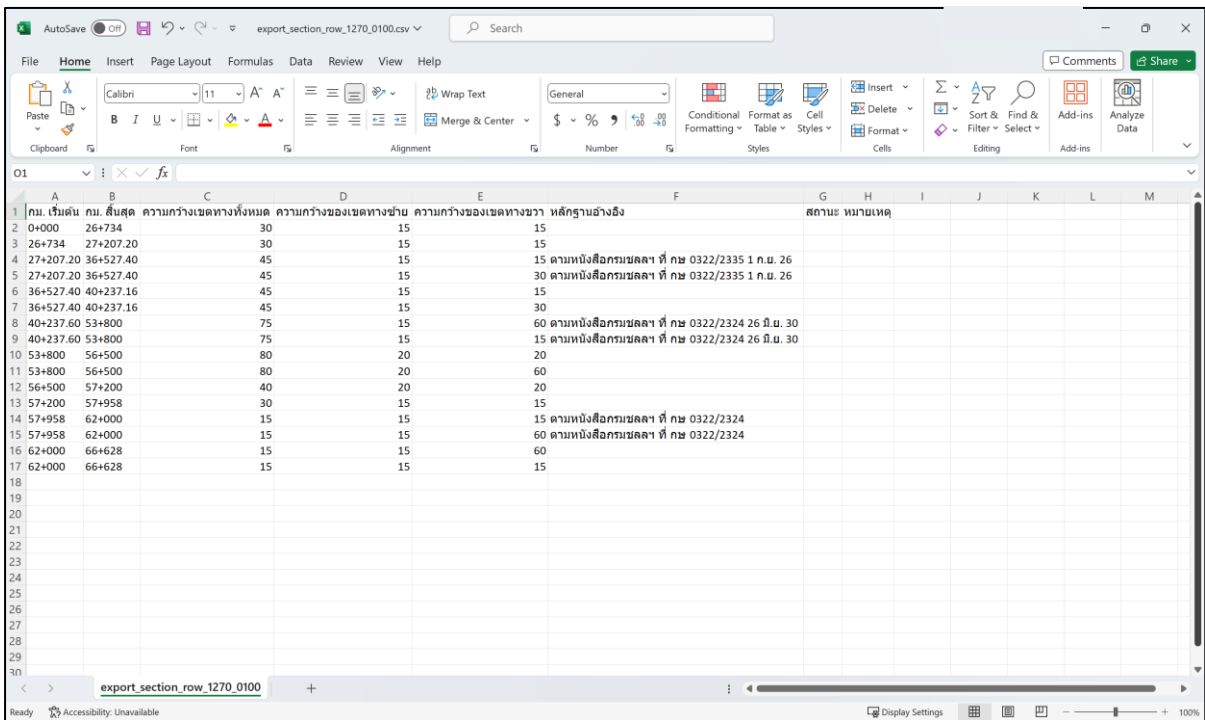 AutoSave Off export_section_row_1270_0100.csv Search
File Home Insert Page Layout Formulas Data Review View Help Comments Share
Paste Calibri 11 A^ A˅ Wrap Text General Conditional Formatting Format as Table Cell Styles Insert Delete Format Sort & Filter Find & Select Add-ins Analyze Data
B I U A Merge & Center $ % 9
Clipboard Font Alignment Number Styles Cells Editing Add-ins
O1 fx
A B C D E F G H I J K L M
1 กม. เริ่มต้น กม. สิ้นสุด ความกว้างเขตทางทั้งหมด ความกว้างของเขตทางซ้าย ความกว้างของเขตทางขวา หลักฐานอ้างอิง สถานะ หมายเหตุ
2 0+000 26+734 30 15 15
3 26+734 27+207.20 30 15 15
4 27+207.20 36+527.40 45 15 15 ตามหนังสือกรมชลลฯ ที่ กษ 0322/2335 1 ก.ย. 26
5 27+207.20 36+527.40 45 15 30 ตามหนังสือกรมชลลฯ ที่ กษ 0322/2335 1 ก.ย. 26
6 36+527.40 40+237.16 45 15 15
7 36+527.40 40+237.16 45 15 30
8 40+237.60 53+800 75 15 60 ตามหนังสือกรมชลลฯ ที่ กษ 0322/2324 26 มิ.ย. 30
9 40+237.60 53+800 75 15 15 ตามหนังสือกรมชลลฯ ที่ กษ 0322/2324 26 มิ.ย. 30
10 53+800 56+500 80 20 20
11 53+800 56+500 80 20 60
12 56+500 57+200 40 20 20
13 57+200 57+958 30 15 15
14 57+958 62+000 15 15 15 ตามหนังสือกรมชลลฯ ที่ กษ 0322/2324
15 57+958 62+000 15 15 60 ตามหนังสือกรมชลลฯ ที่ กษ 0322/2324
16 62+000 66+628 15 15 60
17 62+000 66+628 15 15 15
18
19
20
21
22
23
24
25
26
27
28
29
30
export_section_row_1270_0100
Ready Accessibility: Unavailable Display Settings 100%